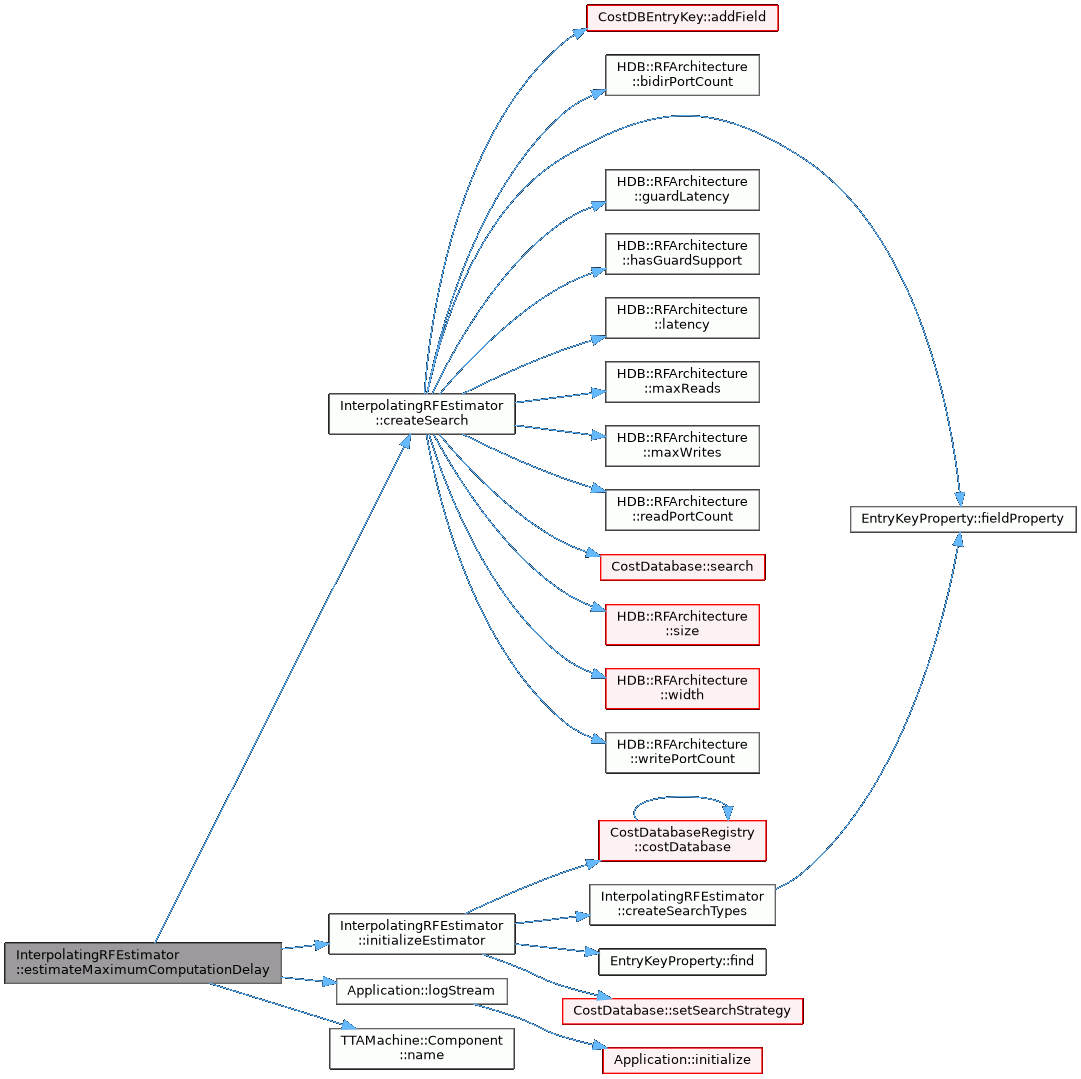 CostDBEntryKey::addField
HDB::RFArchitecture
::bidirPortCount
HDB::RFArchitecture
::guardLatency
HDB::RFArchitecture
::hasGuardSupport
HDB::RFArchitecture
::latency
HDB::RFArchitecture
::maxReads
InterpolatingRFEstimator
::createSearch
HDB::RFArchitecture
::maxWrites
HDB::RFArchitecture
::readPortCount
EntryKeyProperty::fieldProperty
CostDatabase::search
HDB::RFArchitecture
::size
HDB::RFArchitecture
::width
HDB::RFArchitecture
::writePortCount
CostDatabaseRegistry
::costDatabase
InterpolatingRFEstimator
::createSearchTypes
InterpolatingRFEstimator
::initializeEstimator
EntryKeyProperty::find
InterpolatingRFEstimator
::estimateMaximumComputationDelay
Application::logStream
CostDatabase::setSearchStrategy
TTAMachine::Component
::name
Application::initialize